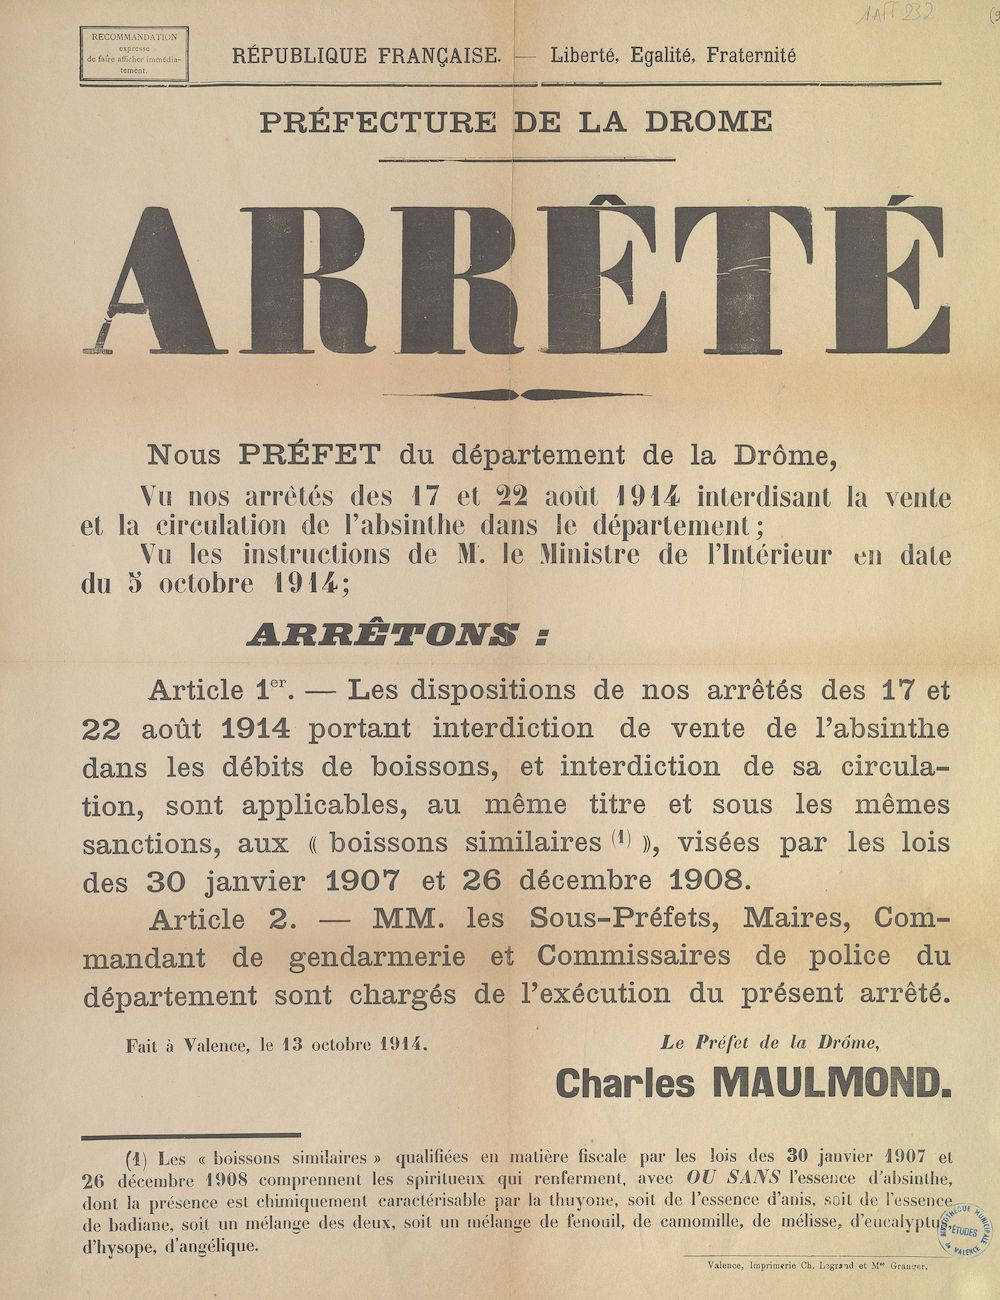 1AFF 232
RECOMMANDATION
expresse
de faire afficher immédia-
tement.
RÉPUBLIQUE FRANÇAISE. — Liberté, Egalité, Fraternité
PRÉFECTURE DE LA DROME
ARRÊTÉ
Nous PRÉFET du département de la Drôme,
Vu nos arrêtés des 17 et 22 août 1914 interdisant la vente
et la circulation de l'absinthe dans le département ;
Vu les instructions de M. le Ministre de l'Intérieur en date
du 5 octobre 1914;
ARRÊTONS :
Article 1er. — Les dispositions de nos arrêtés des 17 et
22 août 1914 portant interdiction de vente de l'absinthe
dans les débits de boissons, et interdiction de sa circula-
tion, sont applicables, au même titre et sous les mêmes
sanctions, aux « boissons similaires (1) », visées par les lois
des 30 janvier 1907 et 26 décembre 1908.
Article 2. — MM. les Sous-Préfets, Maires, Com-
mandant de gendarmerie et Commissaires de police du
département sont chargés de l'exécution du présent arrêté.
Fait à Valence, le 13 octobre 1914.
Le Préfet de la Drôme,
Charles MAULMOND.
(1) Les « boissons similaires » qualifiées en matière fiscale par les lois des 30 janvier 1907 et
26 décembre 1908 comprennent les spiritueux qui renferment, avec OU SANS l'essence d'absinthe,
dont la présence est chimiquement caractérisable par la thuyone, soit de l'essence d'anis, soit de l'essence
de badiane, soit un mélange des deux, soit un mélange de fenouil, de camomille, de mélisse, d'eucalyptus,
d'hysope, d'angélique.
BIBLIOTHÈQUE MUNICIPALE
ÉTUDES
de VALENCE
Valence, Imprimerie Ch. Legrand et Mce Granger.